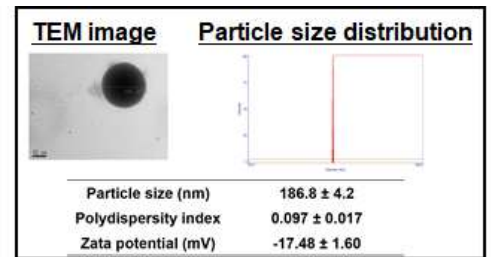 TEM image
Particle size distribution
Particle size (nm) 186.8 ± 4.2
Polydispersity index 0.097 ± 0.017
Zata potential (mV) -17.48 ± 1.60